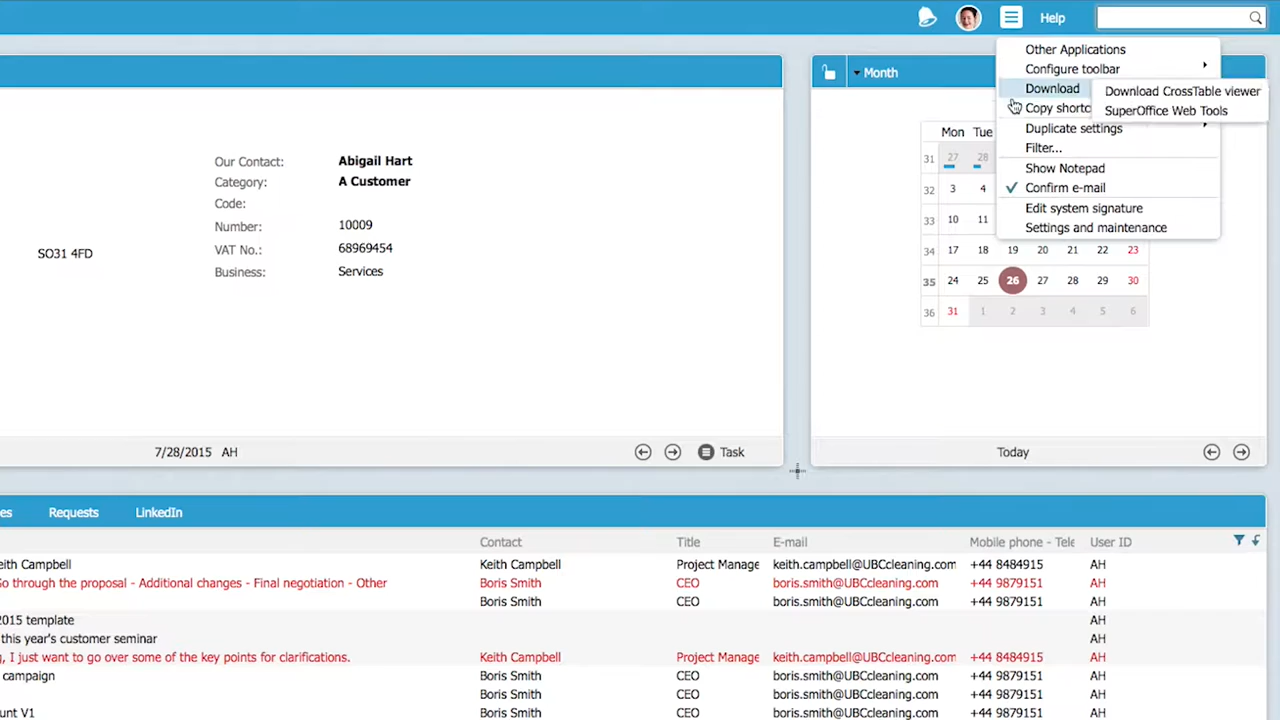 Help
Other Applications
Configure toolbar
Download
Download CrossTable viewer
Copy shortc
SuperOffice Web Tools
Duplicate settings
Filter...
Show Notepad
Confirm e-mail
Edit system signature
Settings and maintenance
Our Contact: Abigail Hart
Category: A Customer
Code:
Number: 10009
VAT No.: 68969454
Business: Services
SO31 4FD
7/28/2015 AH
Task
Month
Mon Tue
31 27 28
32 3 4
33 10 11
34 17 18 19 20 21 22 23
35 24 25 26 27 28 29 30
36 31 1 2 3 4 5 6
Today
es Requests LinkedIn
Contact Title E-mail Mobile phone - Tele User ID
eith Campbell Keith Campbell Project Manage keith.campbell@UBCcleaning.com +44 8484915 AH
Go through the proposal - Additional changes - Final negotiation - Other Boris Smith CEO boris.smith@UBCcleaning.com +44 9879151 AH
Boris Smith CEO boris.smith@UBCcleaning.com +44 9879151 AH
2015 template AH
this year's customer seminar AH
, I just want to go over some of the key points for clarifications. Keith Campbell Project Manage keith.campbell@UBCcleaning.com +44 8484915 AH
campaign Boris Smith CEO boris.smith@UBCcleaning.com +44 9879151 AH
Boris Smith CEO boris.smith@UBCcleaning.com +44 9879151 AH
unt V1 Boris Smith CEO boris.smith@UBCcleaning.com +44 9879151 AH